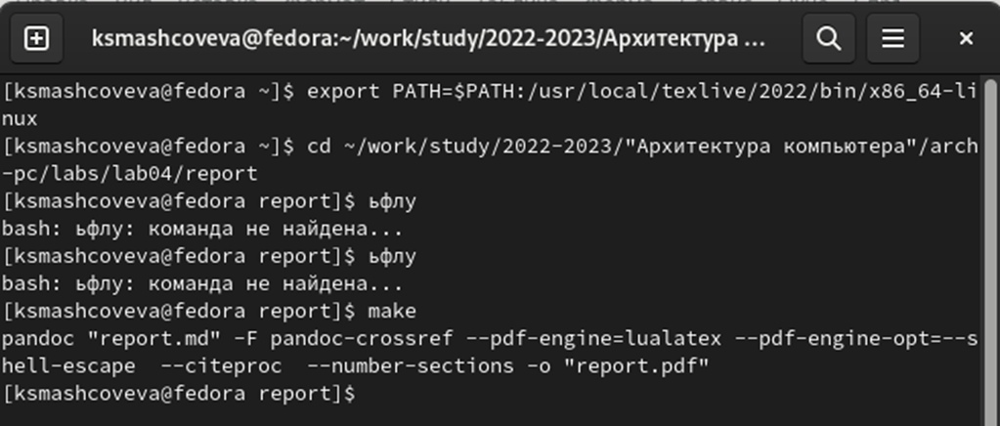 ksmashcoveva@fedora:~/work/study/2022-2023/Архитектура ...
[ksmashcoveva@fedora ~]$ export PATH=$PATH:/usr/local/texlive/2022/bin/x86_64-li
nux
[ksmashcoveva@fedora ~]$ cd ~/work/study/2022-2023/"Архитектура компьютера"/arch
-pc/labs/lab04/report
[ksmashcoveva@fedora report]$ ьфлу
bash: ьфлу: команда не найдена...
[ksmashcoveva@fedora report]$ ьфлу
bash: ьфлу: команда не найдена...
[ksmashcoveva@fedora report]$ make
pandoc "report.md" -F pandoc-crossref --pdf-engine=lualatex --pdf-engine-opt=--s
hell-escape  --citeproc  --number-sections -o "report.pdf"
[ksmashcoveva@fedora report]$